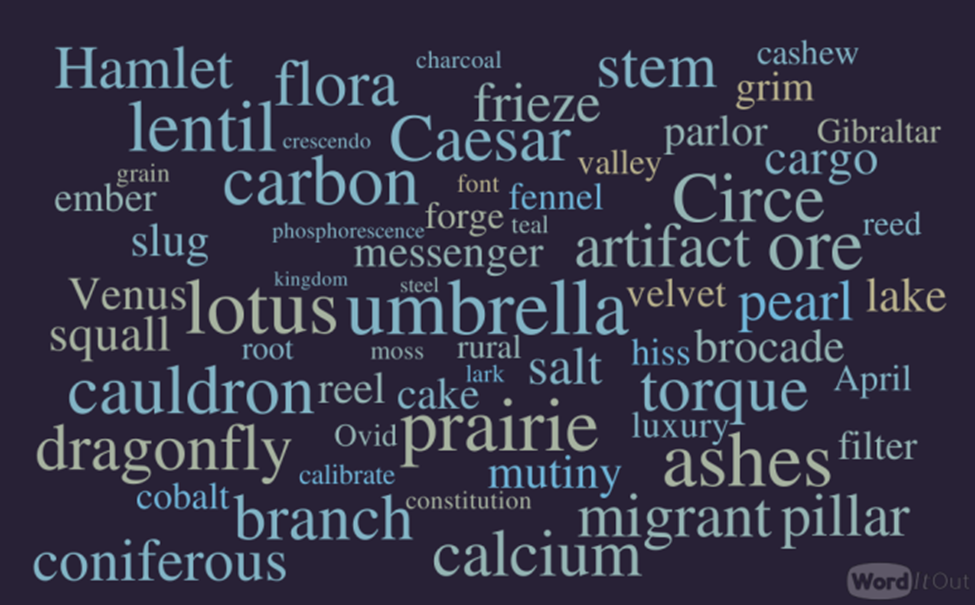 Hamlet flora charcoal stem cashew
lentil crescendo Caesar frieze grim
parlor Gibraltar
grain carbon font valley cargo
ember fennel Circe
slug phosphorescence forge teal reed
messenger artifact ore
Venus lotus kingdom steel umbrella velvet pearl lake
squall root moss rural salt hiss brocade
cauldron reel cake lark torque April
dragonfly Ovid prairie luxury ashes filter
calibrate mutiny
cobalt branch constitution migrant pillar
coniferous calcium
WordItOut